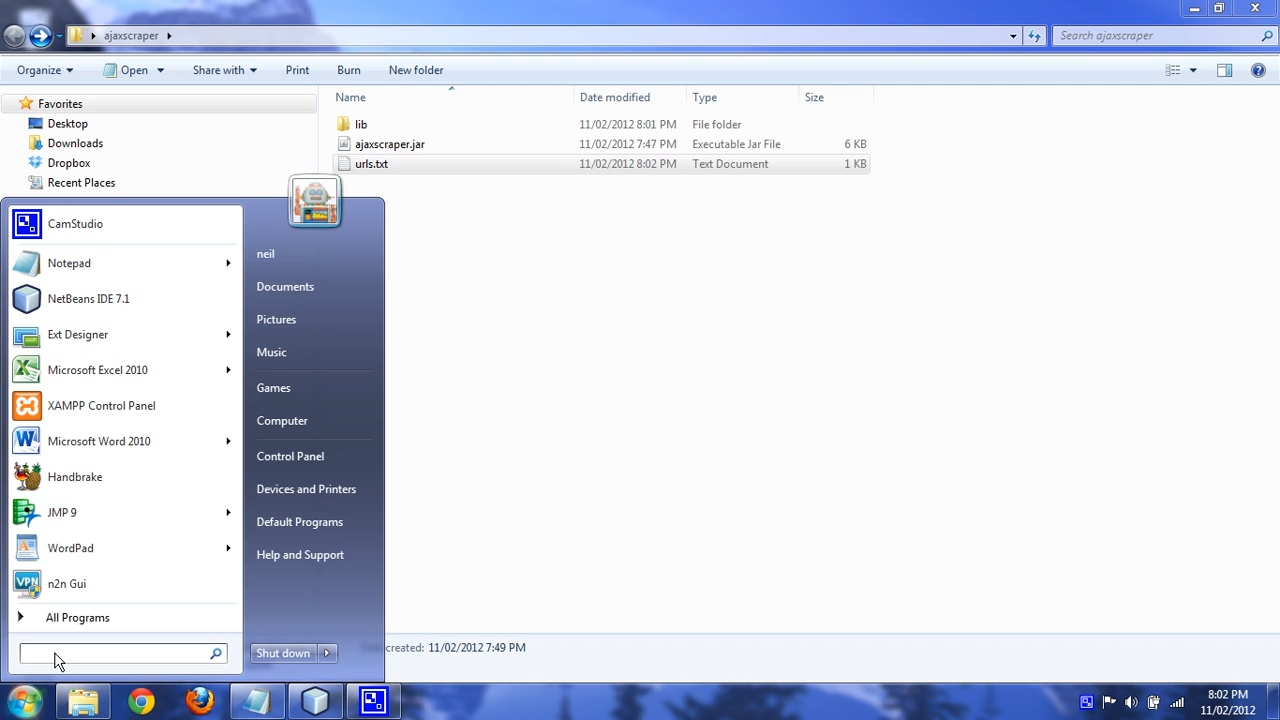 ajaxscraper
Search ajaxscraper
Organize Open Share with Print Burn New folder
Name Date modified Type Size
Favorites
Desktop
Downloads
Dropbox
Recent Places
lib 11/02/2012 8:01 PM File folder
ajaxscraper.jar 11/02/2012 7:47 PM Executable Jar File 6 KB
urls.txt 11/02/2012 8:02 PM Text Document 1 KB
CamStudio
Notepad
NetBeans IDE 7.1
Ext Designer
Microsoft Excel 2010
XAMPP Control Panel
Microsoft Word 2010
Handbrake
JMP 9
WordPad
VPN
n2n Gui
All Programs
neil
Documents
Pictures
Music
Games
Computer
Control Panel
Devices and Printers
Default Programs
Help and Support
Shut down
created: 11/02/2012 7:49 PM
8:02 PM
11/02/2012